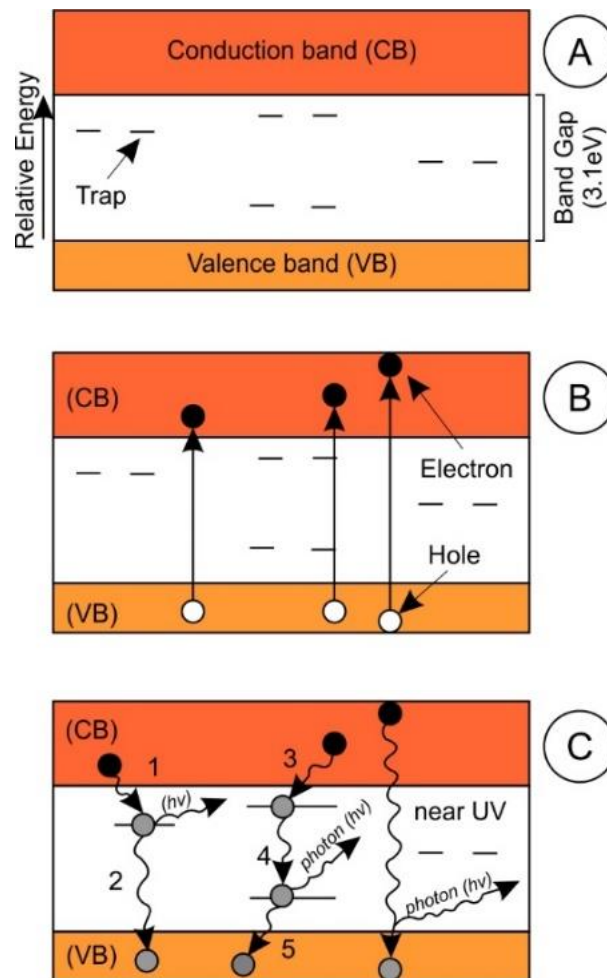 Conduction band (CB)
A
Relative Energy
Trap
Band Gap
(3.1eV)
Valence band (VB)
(CB)
B
Electron
Hole
(VB)
(CB)
C
1
3
(hv)
near UV
2
4
photon (hv)
photon (hv)
(VB)
5